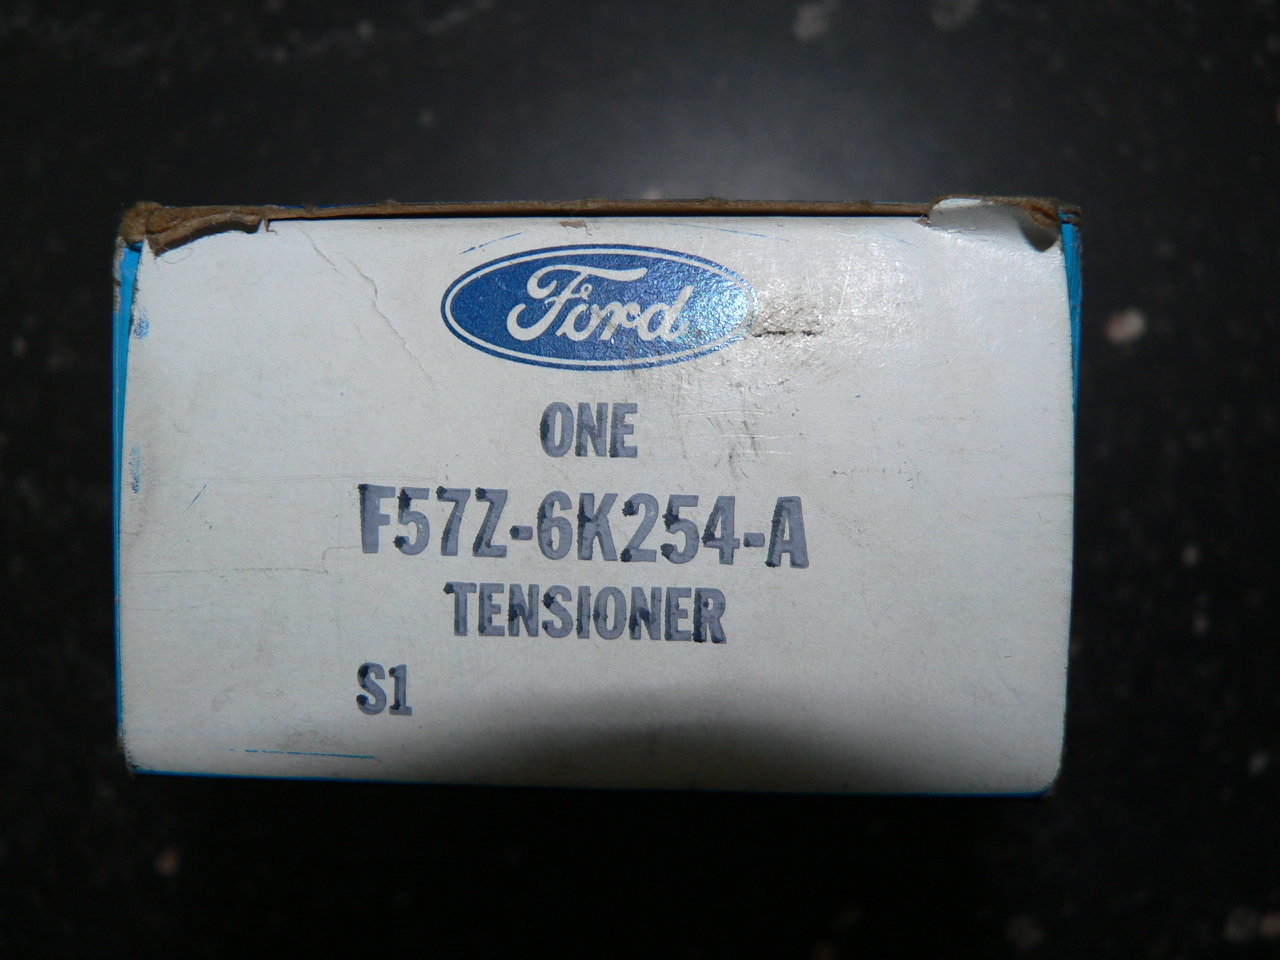 Ford
ONE
F57Z-6K254-A
TENSIONER
S1